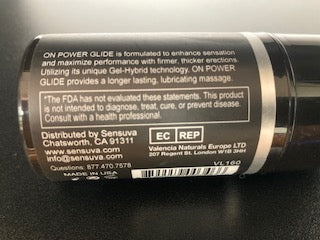 ON POWER GLIDE is formulated to enhance sensation
and maximize performance with firmer, thicker erections.
Utilizing its unique Gel-Hybrid technology, ON POWER
GLIDE provides a longer lasting, lubricating massage.
*The FDA has not evaluated these statements. This product
is not intended to diagnose, treat, cure, or prevent disease.
Consult with a health professional.
Distributed by Sensuva
Chatsworth, CA 91311
www.sensuva.com
info@sensuva.com
Questions: 877.470.7578
MADE IN USA
EC REP
Valencia Naturals Europe LTD
207 Regent St. London W1B 3HH
VL160